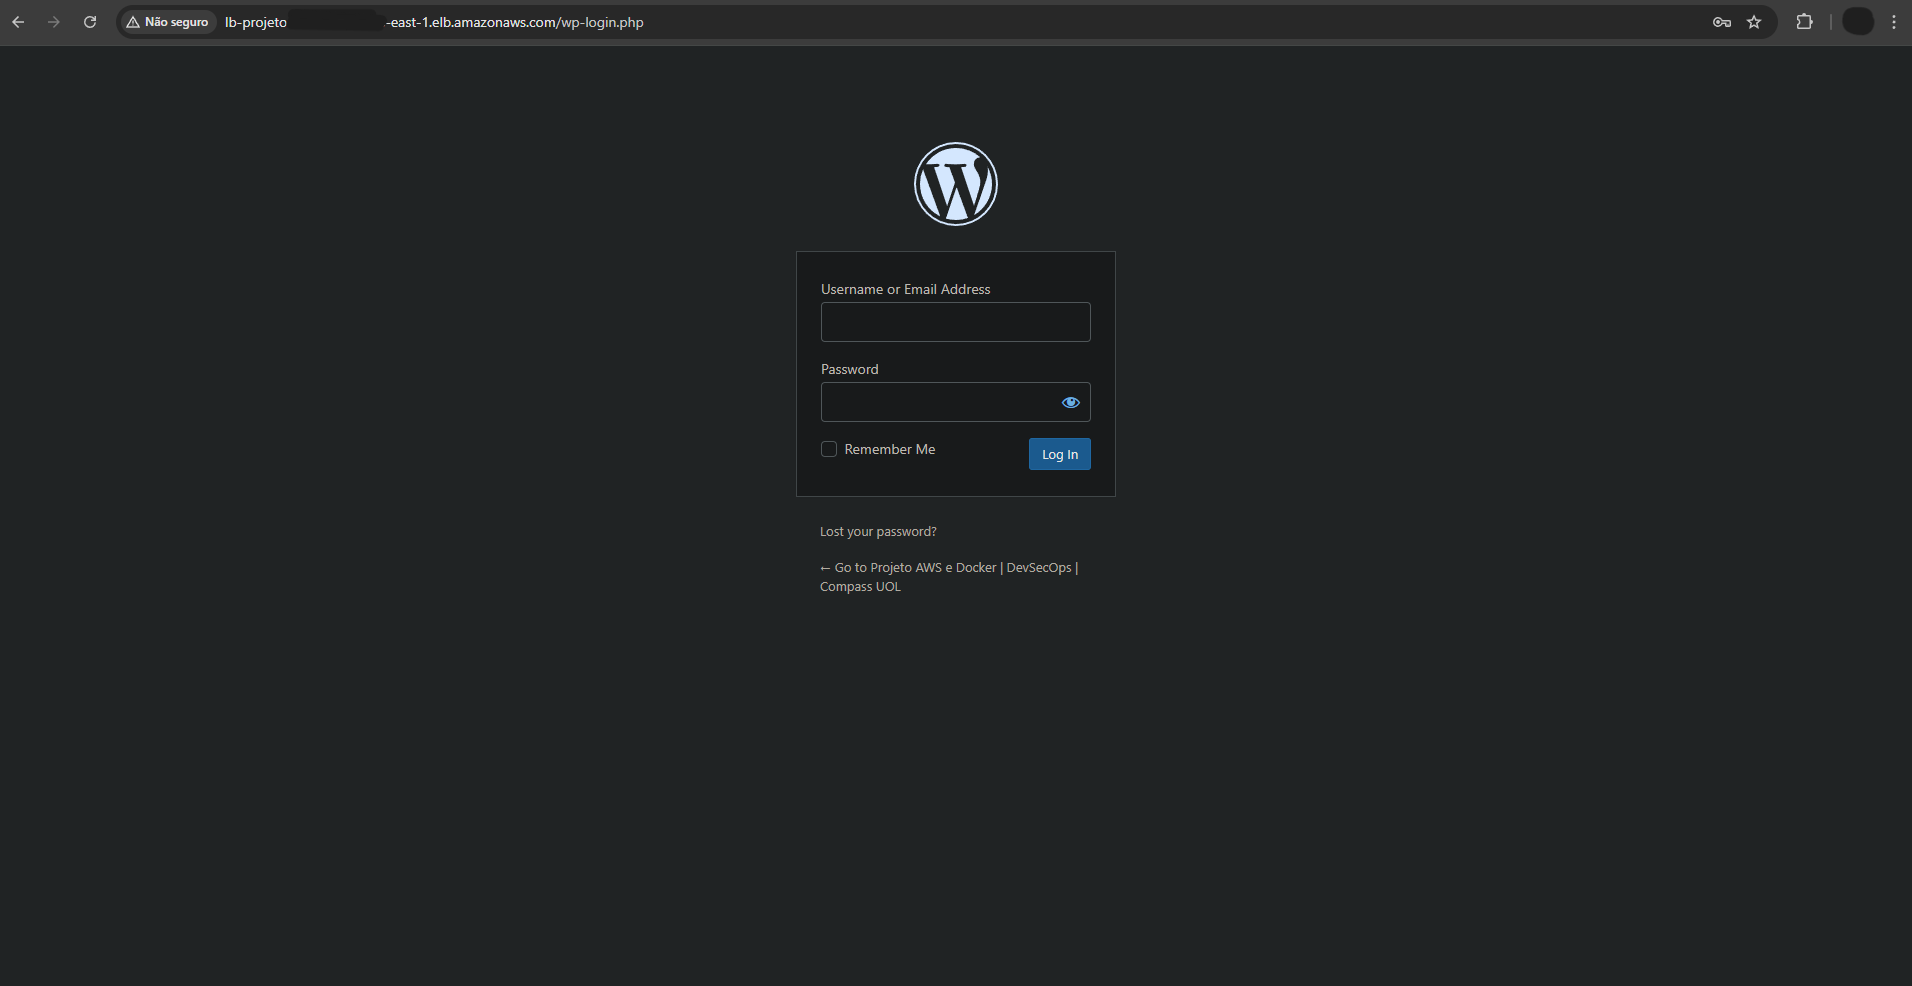 Não seguro lb-projeto -east-1.elb.amazonaws.com/wp-login.php
Username or Email Address
Password
Remember Me
Log In
Lost your password?
← Go to Projeto AWS e Docker | DevSecOps |
Compass UOL